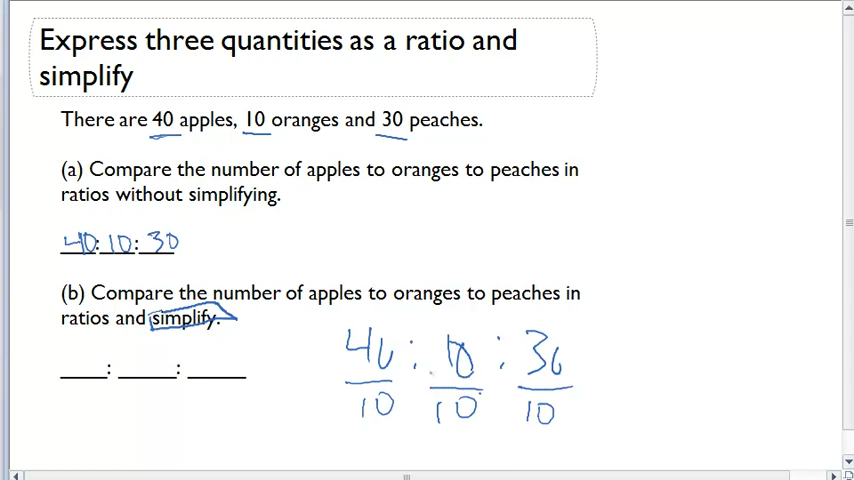 Express three quantities as a ratio and
simplify
There are 40 apples, 10 oranges and 30 peaches.
(a) Compare the number of apples to oranges to peaches in
ratios without simplifying.
40:10:30
(b) Compare the number of apples to oranges to peaches in
ratios and simplify.
40 : 10 : 30
____:_____:_____
10 10 10